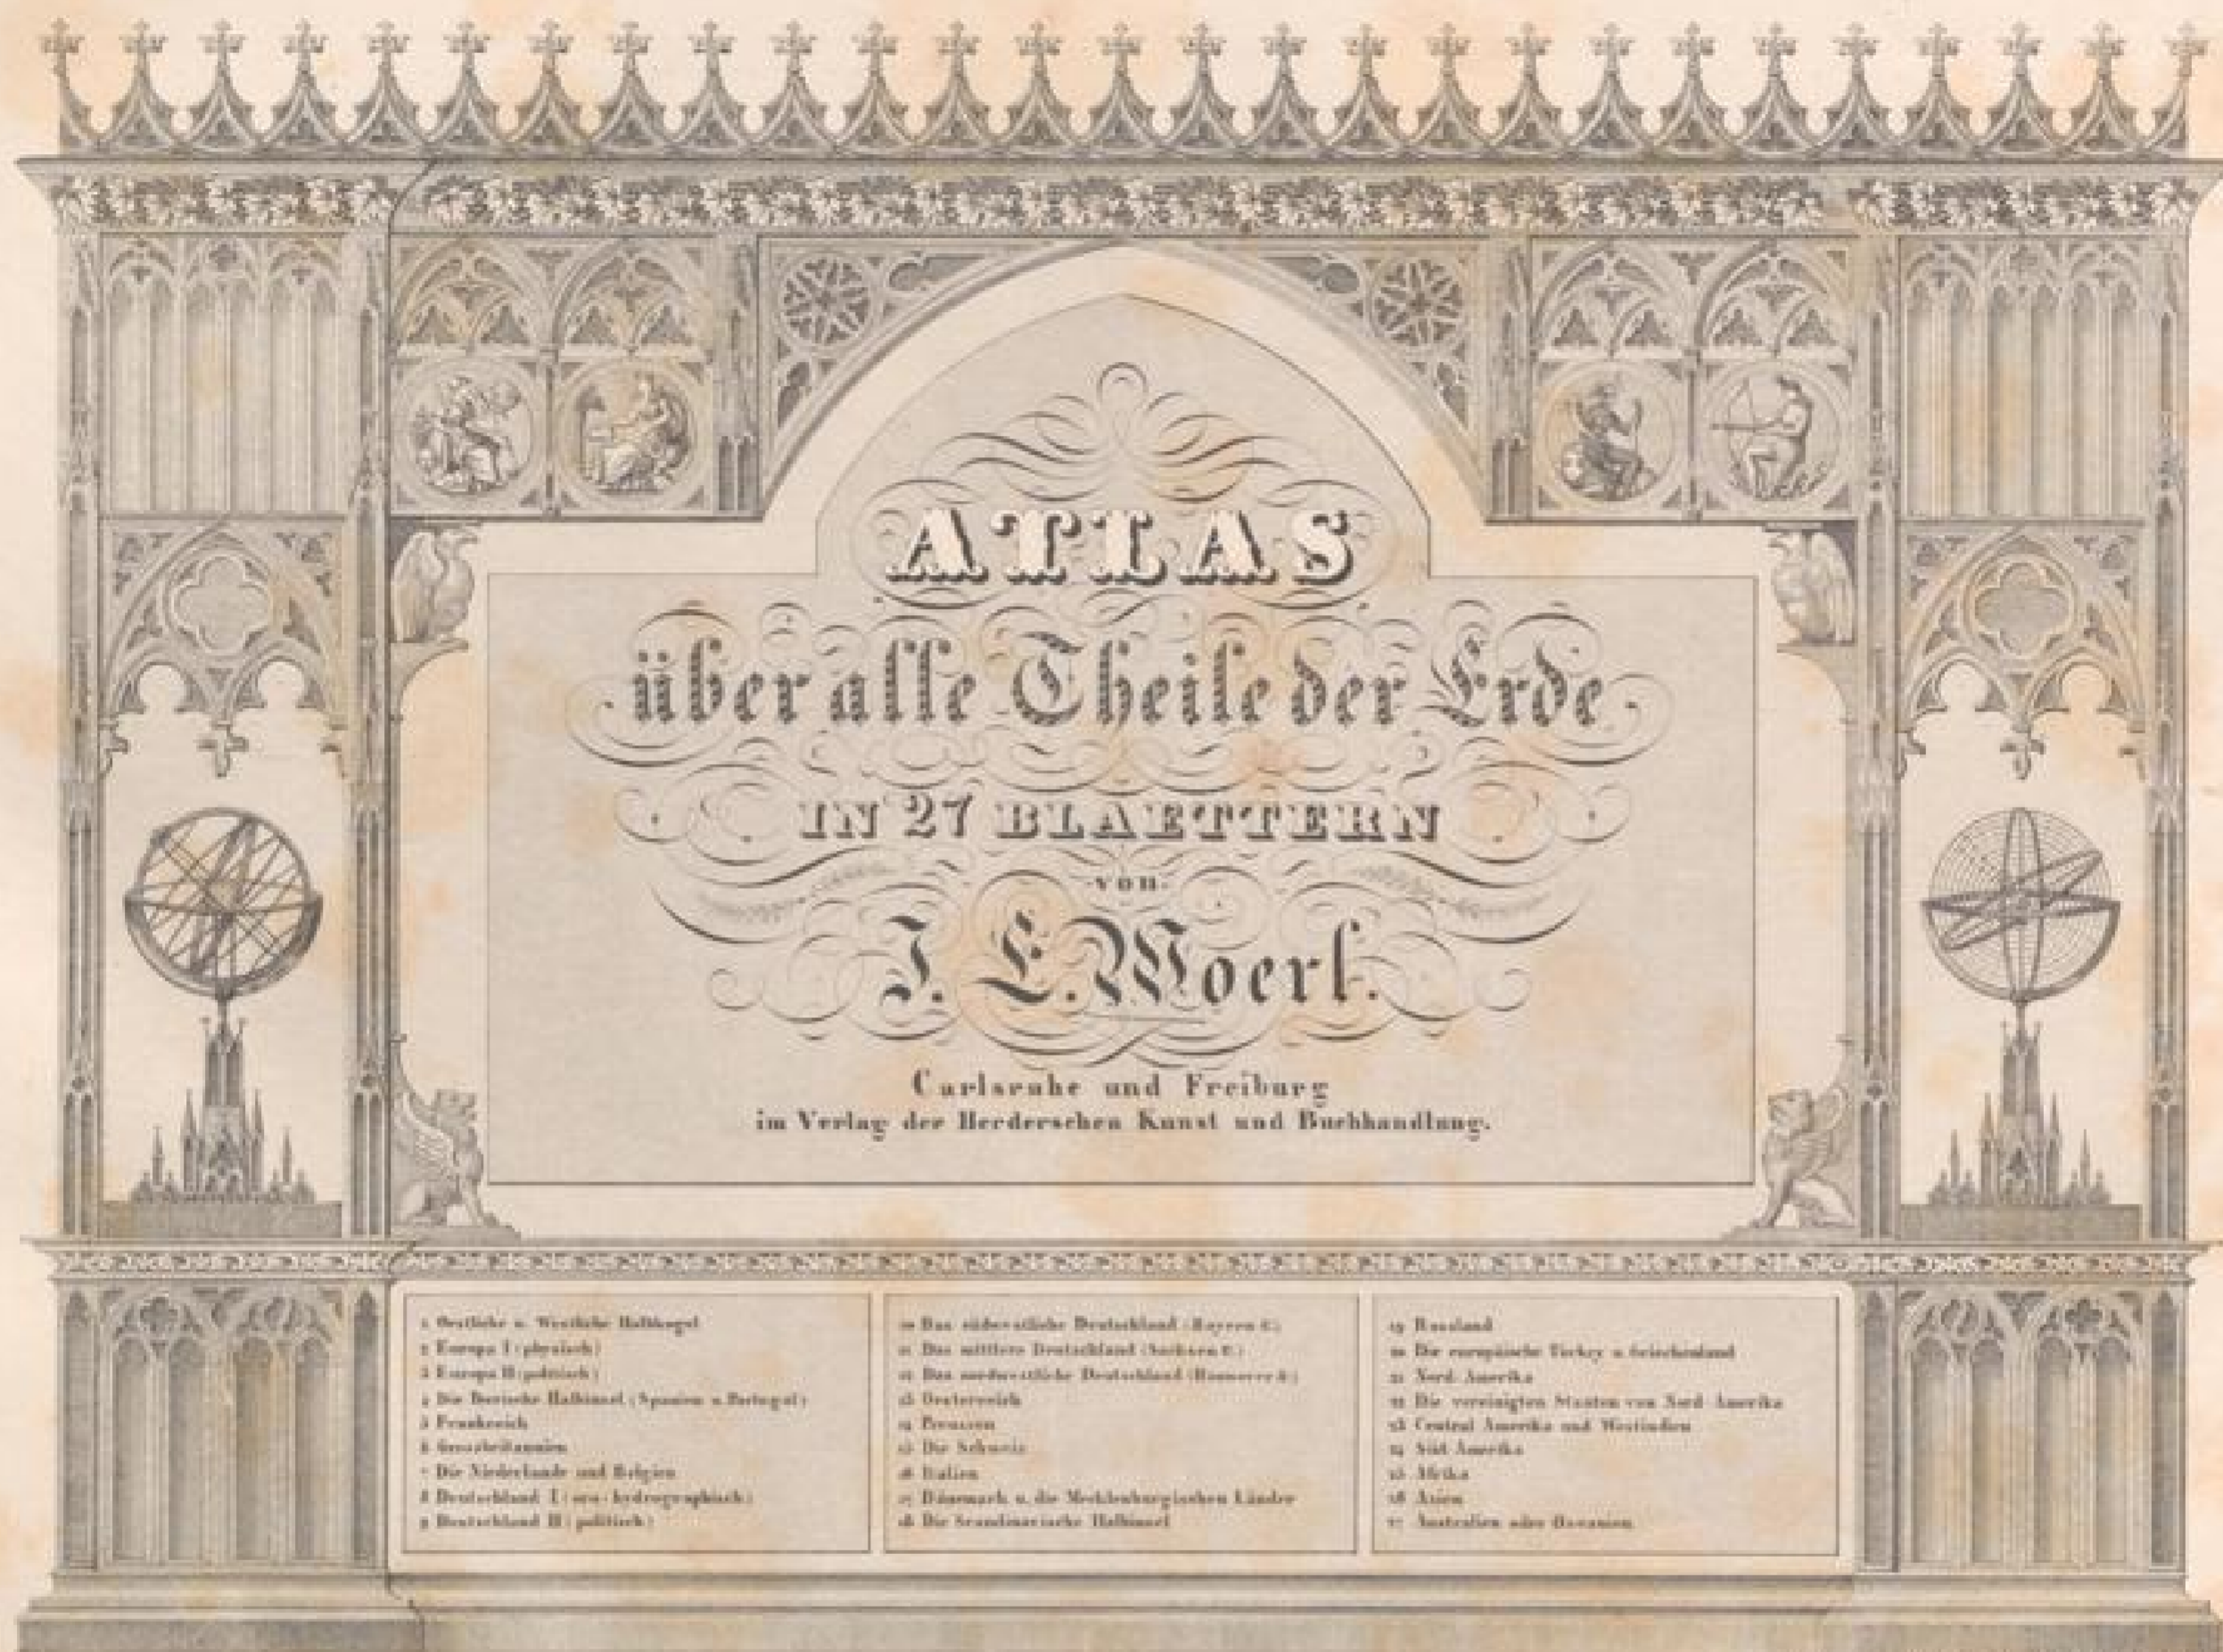 ATLAS
über alle Theile der Erde
IN 27 BLAETTERN
von
J. E. Woerl.
Carlsruhe und Freiburg
im Verlag der Herderschen Kunst und Buchhandlung.
1 Oestliche u. Westliche Halbkugel
2 Europa I (physisch)
3 Europa II (politisch)
4 Die Iberische Halbinsel (Spanien u. Portugal)
5 Frankreich
6 Grossbritannien
7 Die Niederlande und Belgien
8 Deutschland I (oro-hydrographisch)
9 Deutschland II (politisch)
10 Das südwestliche Deutschland (Bayern &)
11 Das mittlere Deutschland (Sachsen &)
12 Das nordwestliche Deutschland (Hannover &)
13 Oesterreich
14 Preussen
15 Die Schweiz
16 Italien
17 Dänemark u. die Mecklenburgischen Länder
18 Die Scandinavische Halbinsel
19 Russland
20 Die europäische Türkey u. Griechenland
21 Nord-Amerika
22 Die vereinigten Staaten von Nord-Amerika
23 Central Amerika und Westindien
24 Süd-Amerika
25 Afrika
26 Asien
27 Australien oder Oceanien